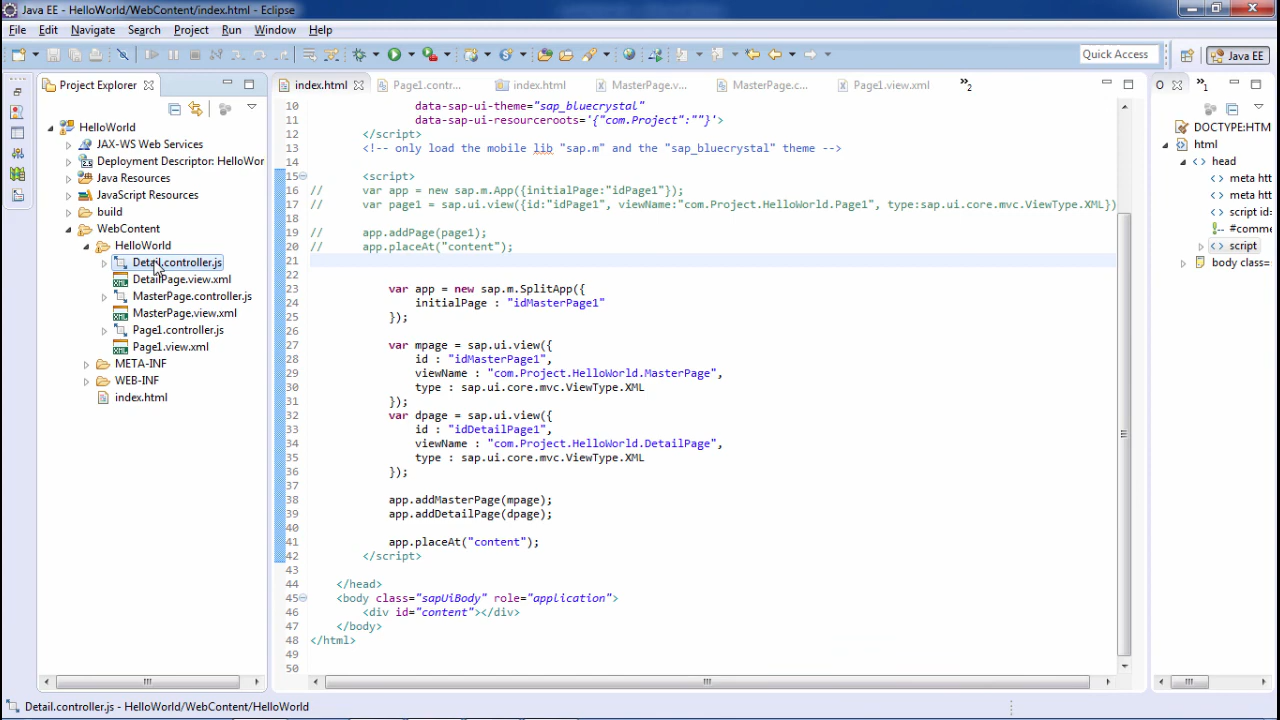 Java EE - HelloWorld/WebContent/index.html - Eclipse
File Edit Navigate Search Project Run Window Help
Quick Access
Java EE
Project Explorer
HelloWorld
JAX-WS Web Services
Deployment Descriptor: HelloWor
Java Resources
JavaScript Resources
build
WebContent
HelloWorld
Detail.controller.js
DetailPage.view.xml
MasterPage.controller.js
MasterPage.view.xml
Page1.controller.js
Page1.view.xml
META-INF
WEB-INF
index.html
index.html Page1.contr... index.html MasterPage.v... MasterPage.c... Page1.view.xml »2
10 data-sap-ui-theme="sap_bluecrystal"
11 data-sap-ui-resourceroots='{"com.Project":""}'>
12 </script>
13 <!-- only load the mobile lib "sap.m" and the "sap_bluecrystal" theme -->
14
15 <script>
16 // var app = new sap.m.App({initialPage:"idPage1"});
17 // var page1 = sap.ui.view({id:"idPage1", viewName:"com.Project.HelloWorld.Page1", type:sap.ui.core.mvc.ViewType.XML})
18
19 // app.addPage(page1);
20 // app.placeAt("content");
21
22
23 var app = new sap.m.SplitApp({
24 initialPage : "idMasterPage1"
25 });
26
27 var mpage = sap.ui.view({
28 id : "idMasterPage1",
29 viewName : "com.Project.HelloWorld.MasterPage",
30 type : sap.ui.core.mvc.ViewType.XML
31 });
32 var dpage = sap.ui.view({
33 id : "idDetailPage1",
34 viewName : "com.Project.HelloWorld.DetailPage",
35 type : sap.ui.core.mvc.ViewType.XML
36 });
37
38 app.addMasterPage(mpage);
39 app.addDetailPage(dpage);
40
41 app.placeAt("content");
42 </script>
43
44 </head>
45 <body class="sapUiBody" role="application">
46 <div id="content"></div>
47 </body>
48 </html>
49
50
O »1
DOCTYPE:HTM
html
head
meta htt
meta htt
script id:
#comme
script
body class=
Detail.controller.js - HelloWorld/WebContent/HelloWorld